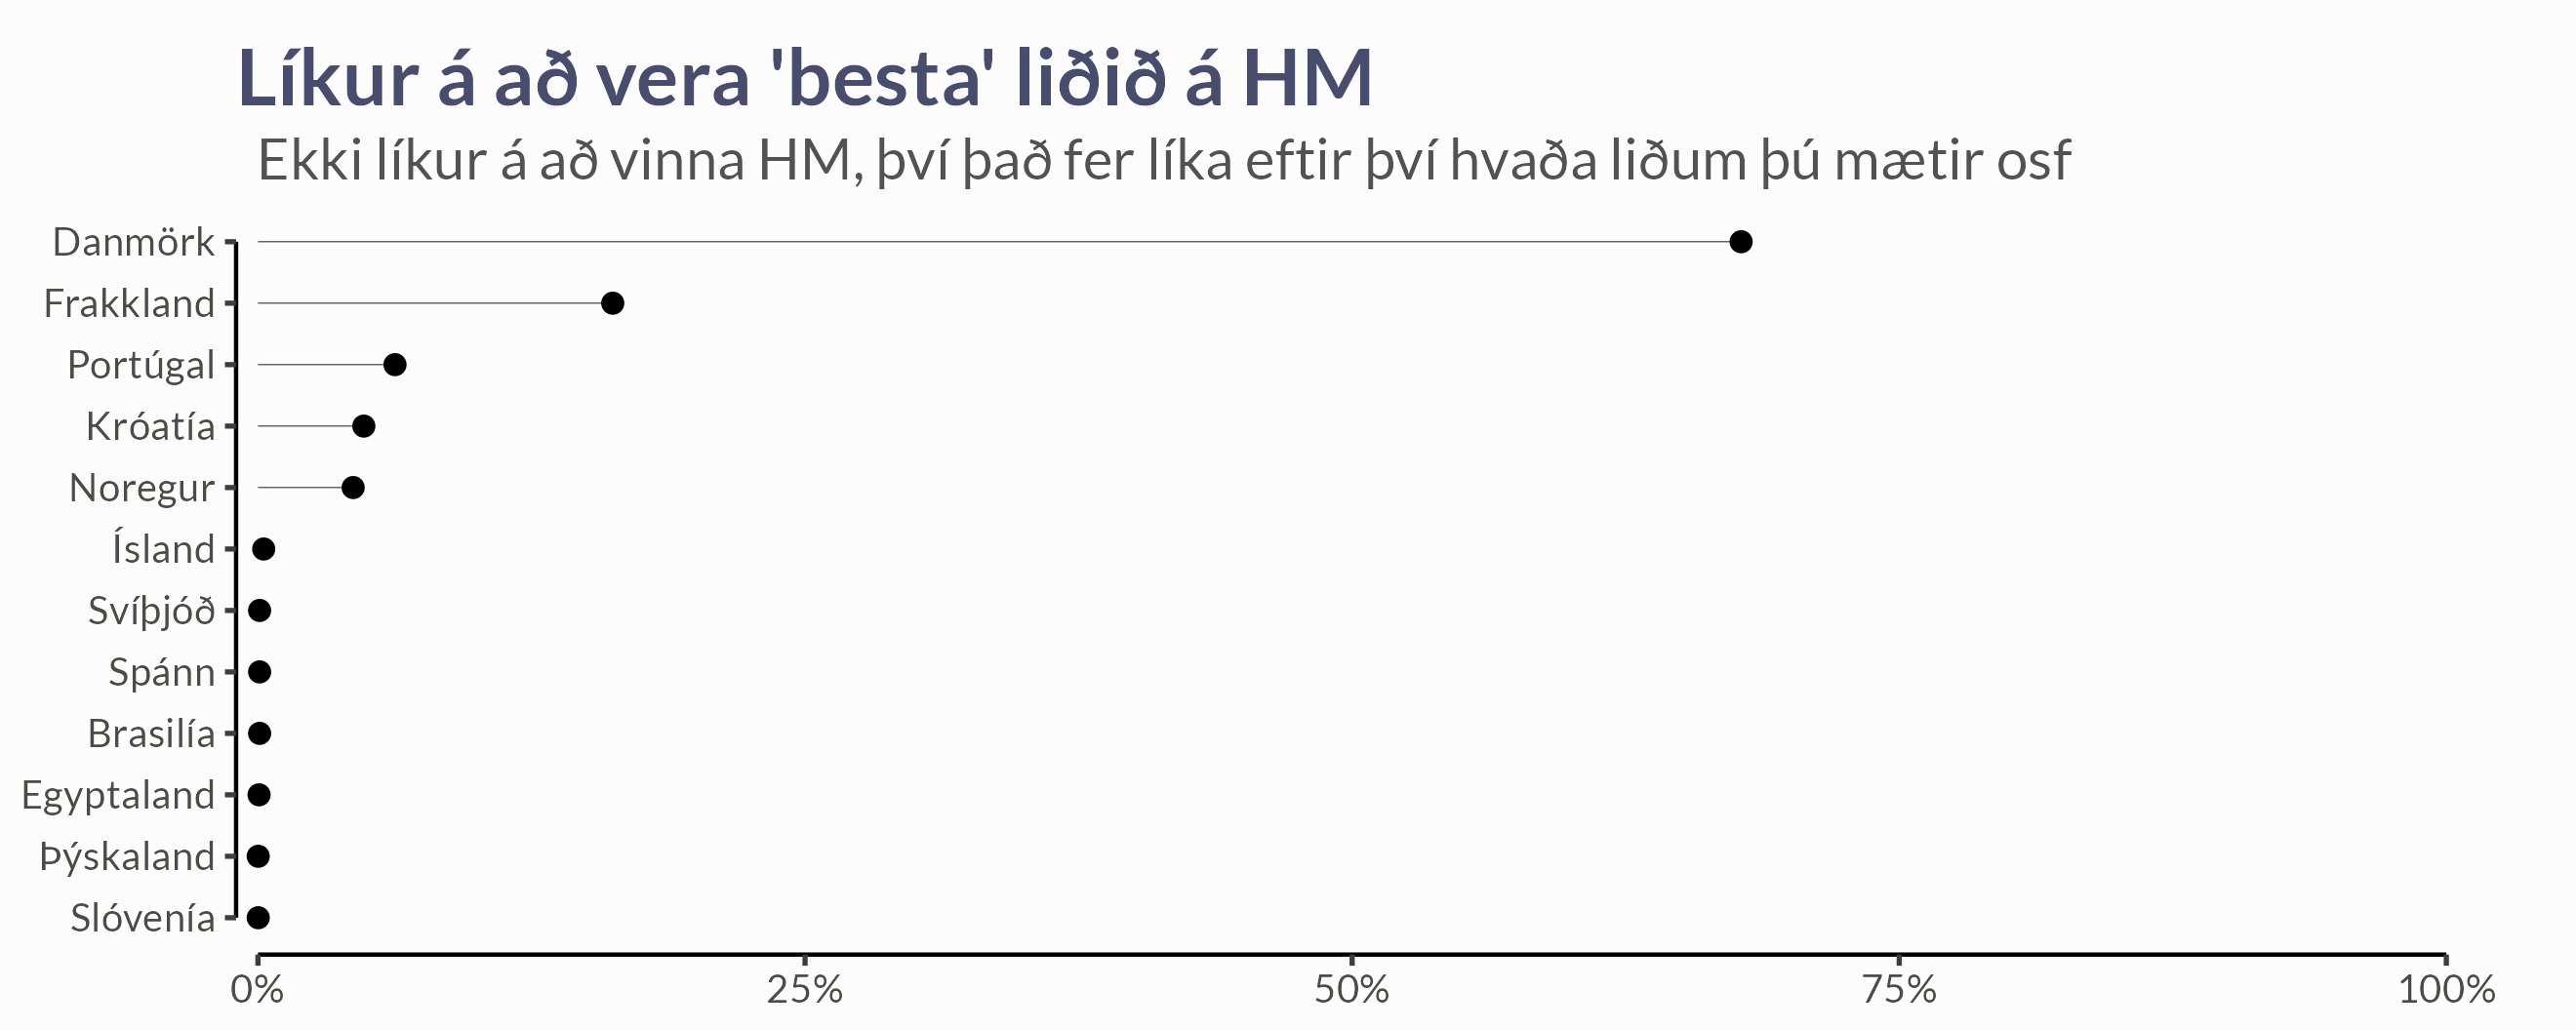 Líkur á að vera 'besta' liðið á HM
Ekki líkur á að vinna HM, því það fer líka eftir því hvaða liðum þú mætir osf
Danmörk
Frakkland
Portúgal
Króatía
Noregur
Ísland
Svíþjóð
Spánn
Brasilía
Egyptaland
Þýskaland
Slóvenía
0% 25% 50% 75% 100%